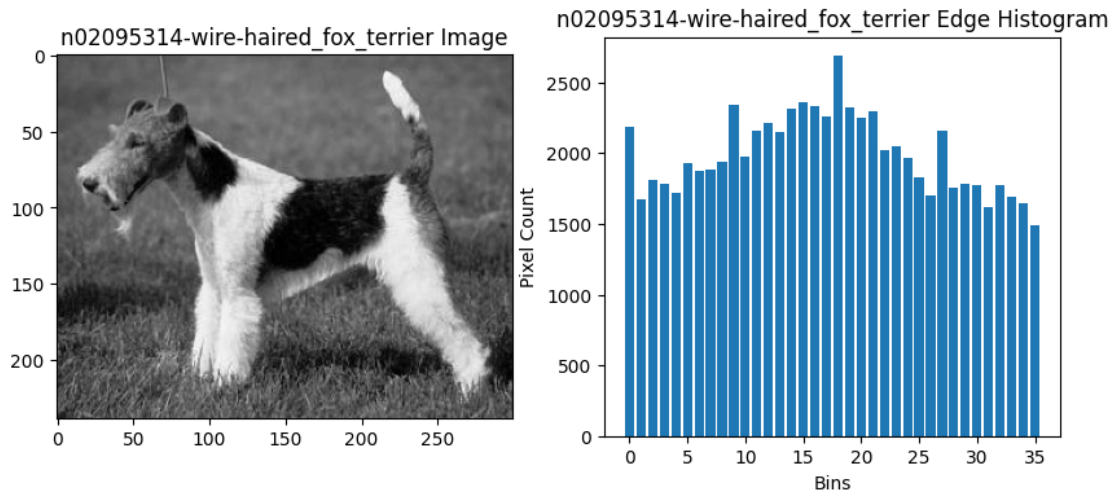 n02095314-wire-haired_fox_terrier Image
0
50
100
150
200
0 50 100 150 200 250
n02095314-wire-haired_fox_terrier Edge Histogram
Pixel Count
2500
2000
1500
1000
500
0
0 5 10 15 20 25 30 35
Bins